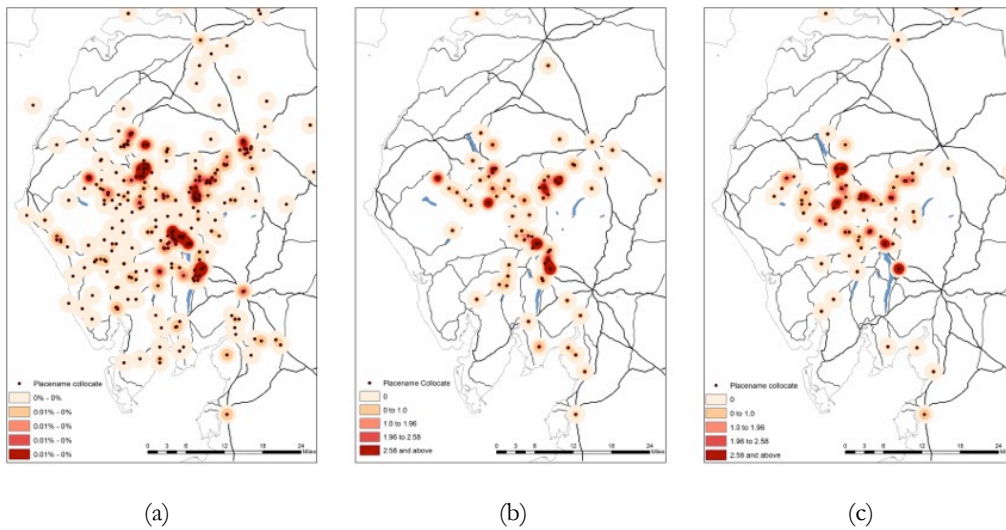 Placename collocate
0% - 0%
0.01% - 0%
0.01% - 0%
0.01% - 0%
0.01% - 0%
0 3 6 12 18 24
Miles
Placename Collocate
0
0 to 1.0
1.0 to 1.96
1.96 to 2.58
2.58 and above
0 3 6 12 18 24
Miles
Placename collocate
0
0 to 1.0
1.0 to 1.96
1.96 to 2.58
2.58 and above
0 3 6 12 18 24
Miles
(a) (b) (c)